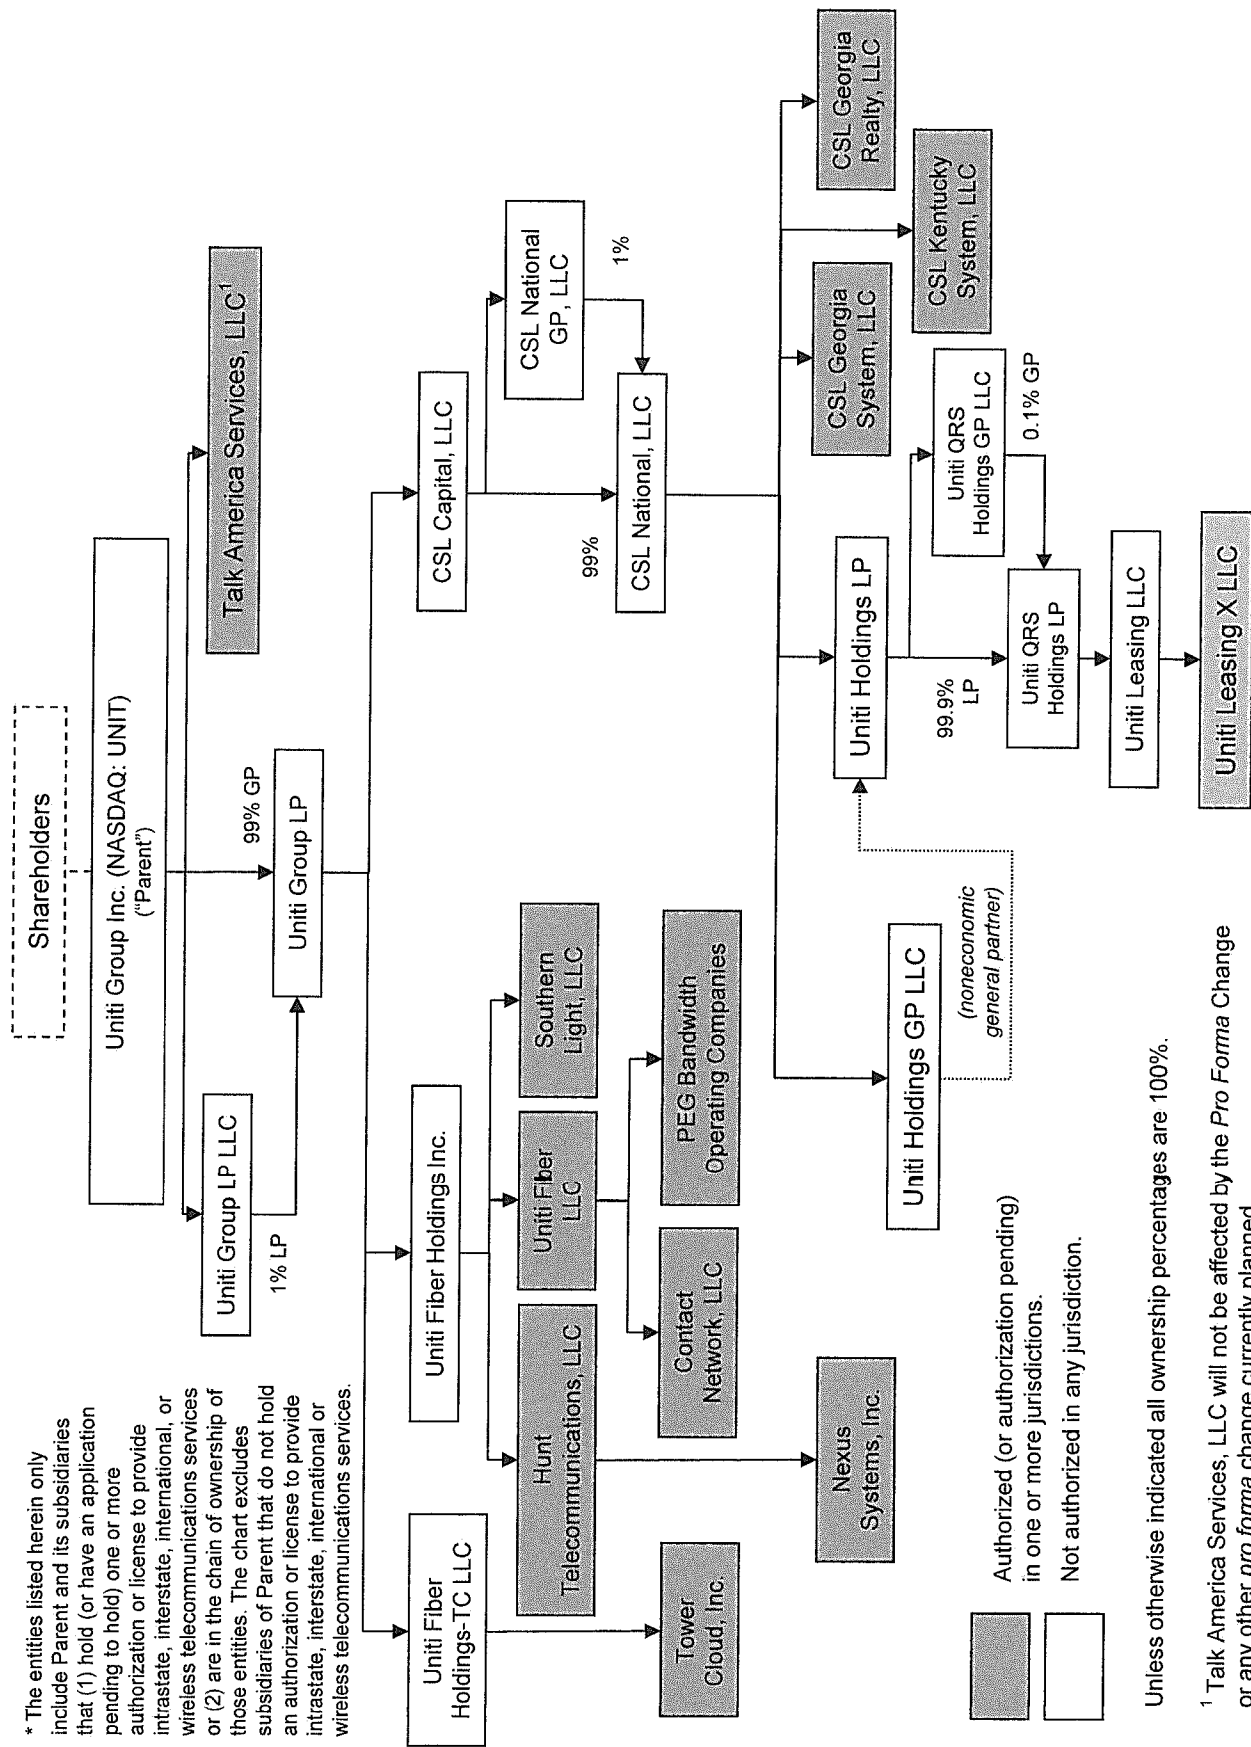 * The entities listed herein only
include Parent and its subsidiaries
that (1) hold (or have an application
pending to hold) one or more
authorization or license to provide
intrastate, interstate, international, or
wireless telecommunications services
or (2) are in the chain of ownership of
those entities. The chart excludes
subsidiaries of Parent that do not hold
an authorization or license to provide
intrastate, interstate, international or
wireless telecommunications services.
Shareholders
Uniti Group Inc. (NASDAQ: UNIT)
("Parent")
Talk America Services, LLC¹
Uniti Group LP LLC
1% LP
99% GP
Uniti Group LP
Uniti Fiber
Holdings-TC LLC
Uniti Fiber Holdings Inc.
CSL Capital, LLC
Hunt
Telecommunications, LLC
Uniti Fiber
LLC
Southern
Light, LLC
CSL National
GP, LLC
99%
1%
CSL National, LLC
Tower
Cloud, Inc.
Contact
Network, LLC
PEG Bandwidth
Operating Companies
Nexus
Systems, Inc.
Uniti Holdings GP LLC
(noneconomic
general partner)
Uniti Holdings LP
CSL Georgia
System, LLC
CSL Kentucky
System, LLC
CSL Georgia
Realty, LLC
99.9%
LP
Uniti QRS
Holdings GP LLC
0.1% GP
Uniti QRS
Holdings LP
Uniti Leasing LLC
Uniti Leasing X LLC
Authorized (or authorization pending)
in one or more jurisdictions.
Not authorized in any jurisdiction.
Unless otherwise indicated all ownership percentages are 100%.
¹ Talk America Services, LLC will not be affected by the Pro Forma Change
or any other pro forma change currently planned